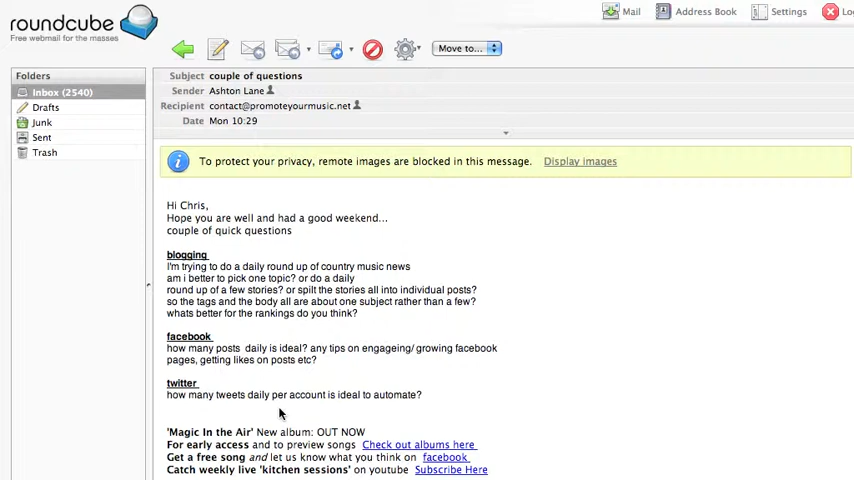 roundcube
Free webmail for the masses
Mail
Address Book
Settings
Lo
Move to...
Folders
Inbox (2540)
Drafts
Junk
Sent
Trash
Subject couple of questions
Sender Ashton Lane
Recipient contact@promoteyourmusic.net
Date Mon 10:29
To protect your privacy, remote images are blocked in this message. Display images
Hi Chris,
Hope you are well and had a good weekend...
couple of quick questions
blogging
I'm trying to do a daily round up of country music news
am i better to pick one topic? or do a daily
round up of a few stories? or spilt the stories all into individual posts?
so the tags and the body all are about one subject rather than a few?
whats better for the rankings do you think?
facebook
how many posts daily is ideal? any tips on engageing/ growing facebook
pages, getting likes on posts etc?
twitter
how many tweets daily per account is ideal to automate?
'Magic In the Air' New album: OUT NOW
For early access and to preview songs Check out albums here
Get a free song and let us know what you think on facebook
Catch weekly live 'kitchen sessions' on youtube Subscribe Here